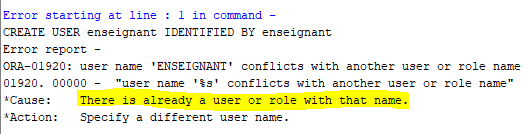 Error starting at line : 1 in command -
CREATE USER enseignant IDENTIFIED BY enseignant
Error report -
ORA-01920: user name 'ENSEIGNANT' conflicts with another user or role name
01920. 00000 -  "user name '%s' conflicts with another user or role name"
*Cause:    There is already a user or role with that name.
*Action:   Specify a different user name.